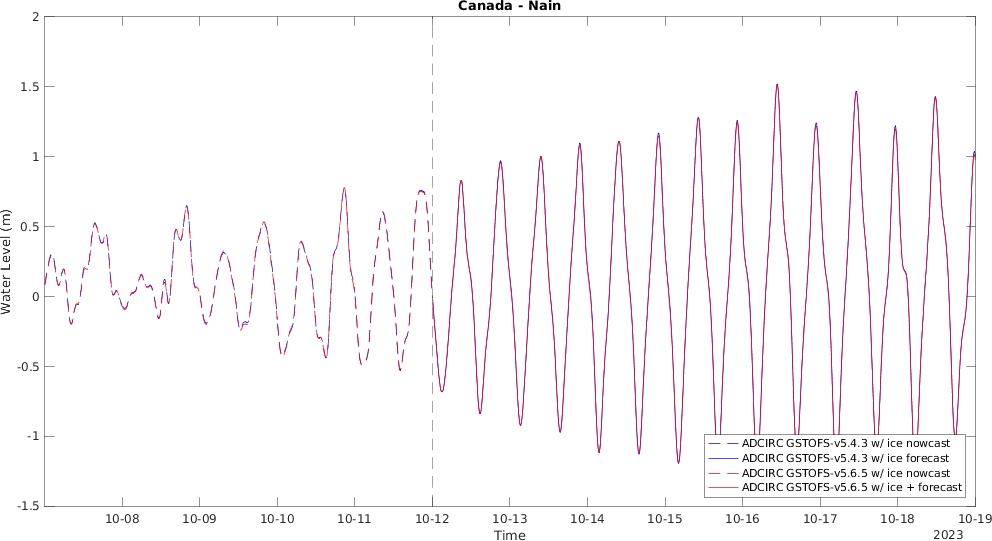 Canada - Nain
2
1.5
1
0.5
0
-0.5
-1
-1.5
Water Level (m)
ADCIRC GSTOFS-v5.4.3 w/ ice nowcast
ADCIRC GSTOFS-v5.4.3 w/ ice forecast
ADCIRC GSTOFS-v5.6.5 w/ ice nowcast
ADCIRC GSTOFS-v5.6.5 w/ ice + forecast
10-08 10-09 10-10 10-11 10-12 10-13 10-14 10-15 10-16 10-17 10-18 10-19
Time
2023